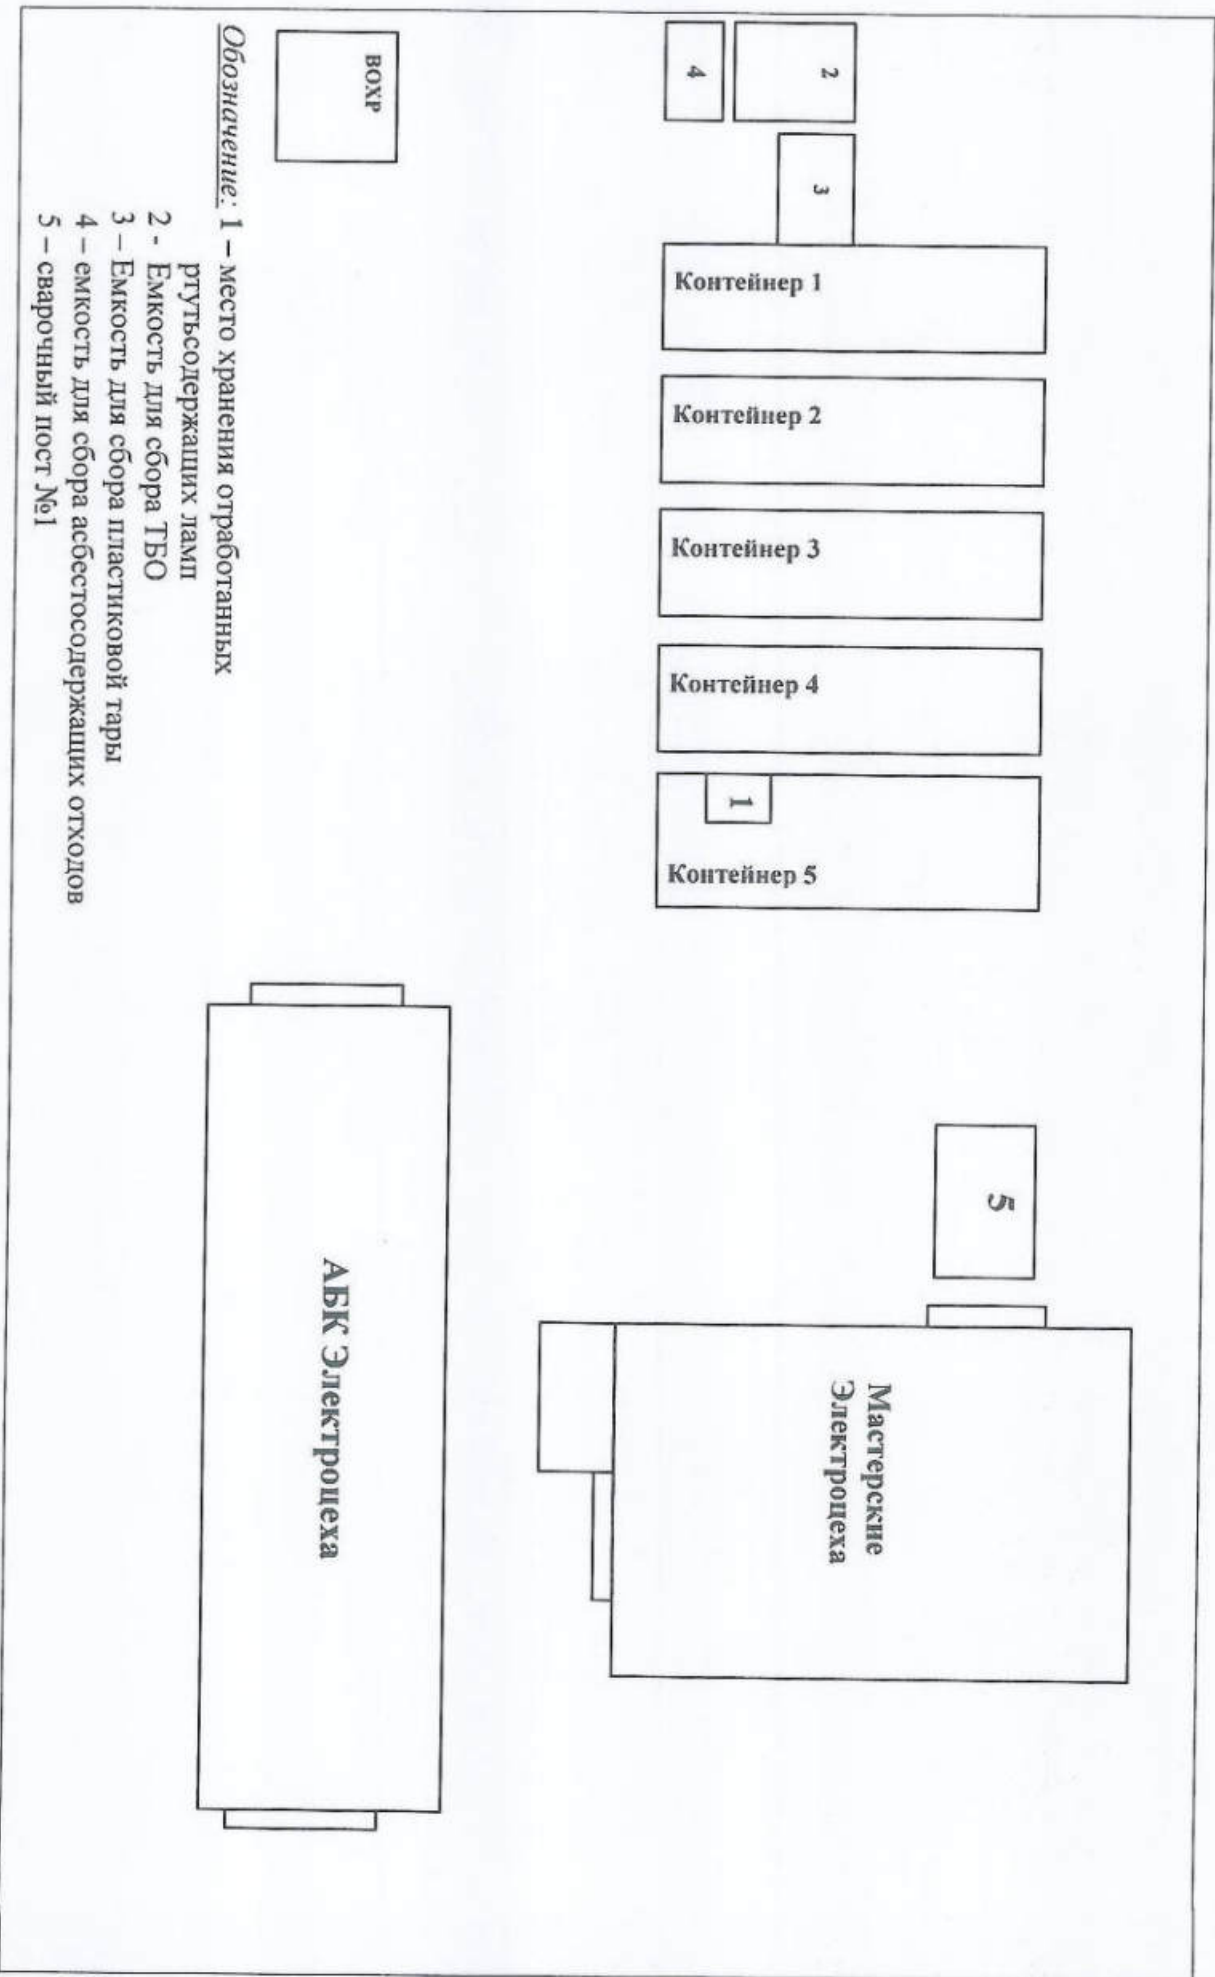 2
4
3
Контейнер 1
Контейнер 2
Контейнер 3
Контейнер 4
1
Контейнер 5
5
Мастерские
Электроцеха
АБК Электроцеха
ВОХР
Обозначение: 1 – место хранения отработанных
ртутьсодержащих ламп
2 - Емкость для сбора ТБО
3 – Емкость для сбора пластиковой тары
4 – емкость для сбора асбестосодержащих отходов
5 – сварочный пост №1